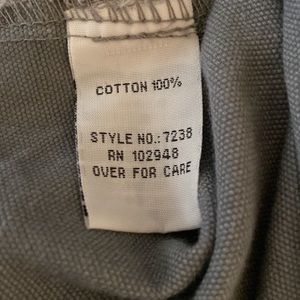 COTTON 100%
STYLE NO.: 7238
RN 102948
OVER FOR CARE